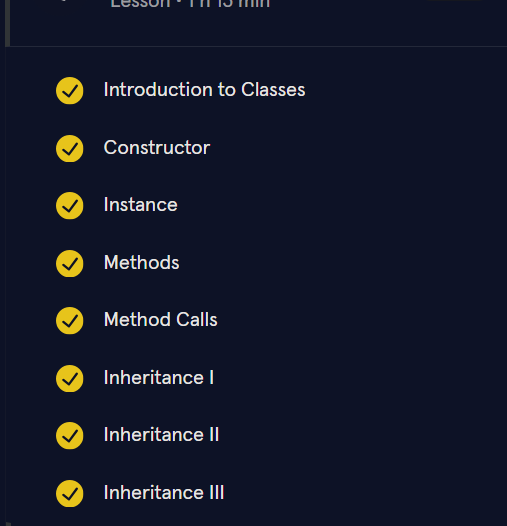 Lesson • 1 h 15 min
Introduction to Classes
Constructor
Instance
Methods
Method Calls
Inheritance I
Inheritance II
Inheritance III